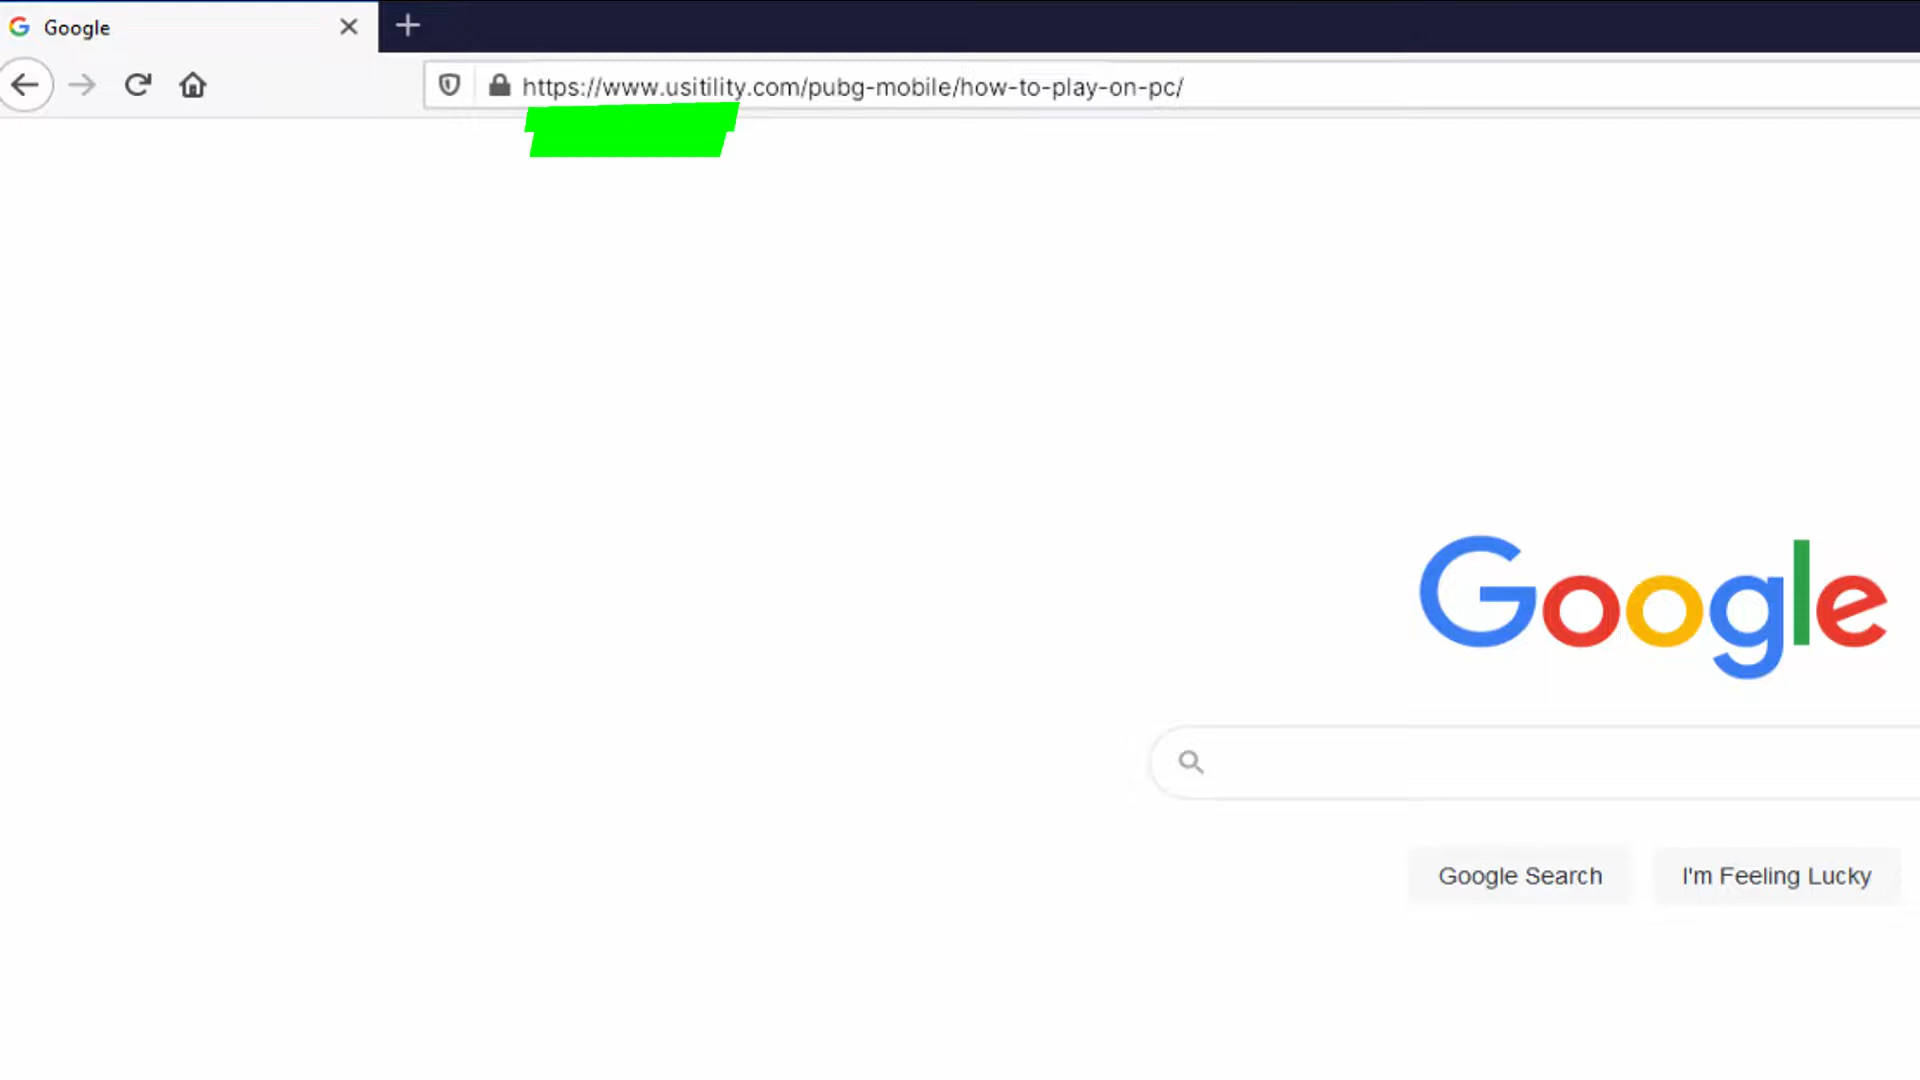 Google
https://www.usitility.com/pubg-mobile/how-to-play-on-pc/
Google
Google Search
I'm Feeling Lucky